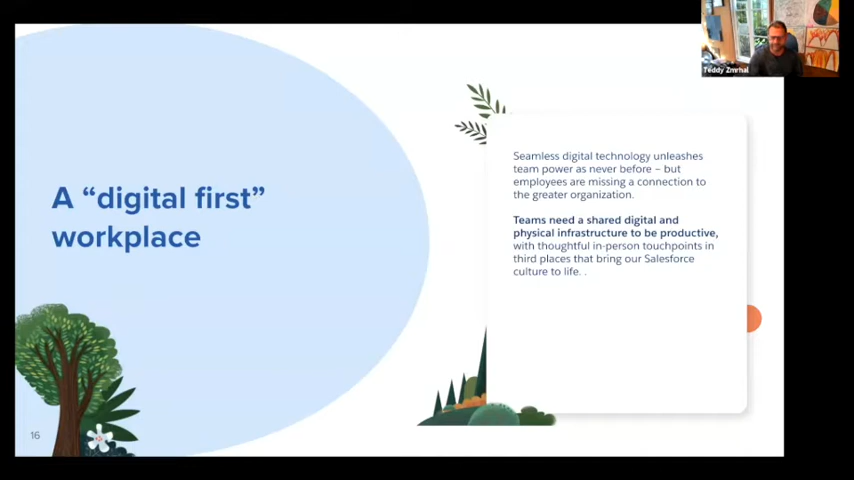 Teddy Zmrhal
A “digital first”
workplace
Seamless digital technology unleashes
team power as never before – but
employees are missing a connection to
the greater organization.
Teams need a shared digital and
physical infrastructure to be productive,
with thoughtful in-person touchpoints in
third places that bring our Salesforce
culture to life. .
16